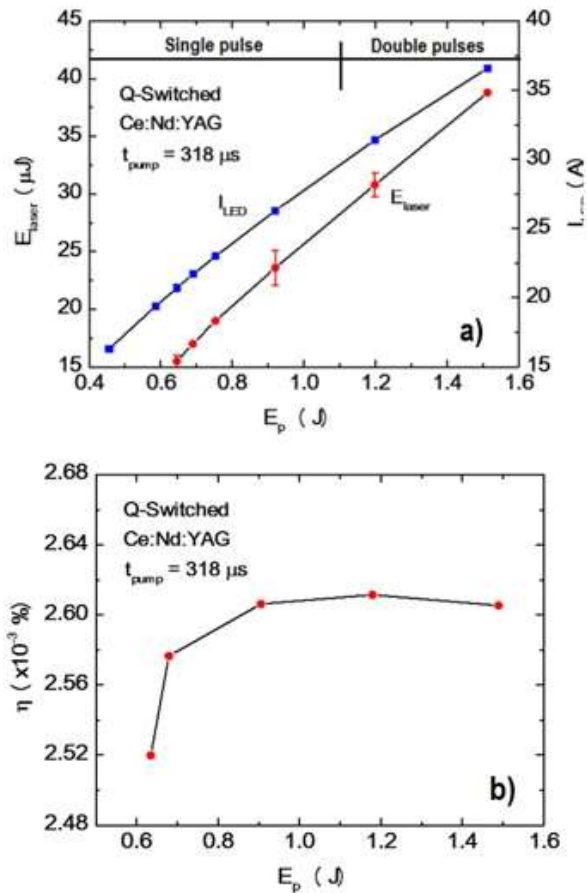 Single pulse
Double pulses
45
40
35
30
25
20
15
E_laser (μJ)
Q-Switched
Ce:Nd:YAG
t_pump = 318 μs
I_LED
E_laser
a)
40
35
30
25
20
15
(A)
0.4 0.6 0.8 1.0 1.2 1.4 1.6
E_p (J)
2.68
2.64
2.60
2.56
2.52
2.48
η (x10⁻³ %)
Q-Switched
Ce:Nd:YAG
t_pump = 318 μs
b)
0.6 0.8 1.0 1.2 1.4 1.6
E_p (J)